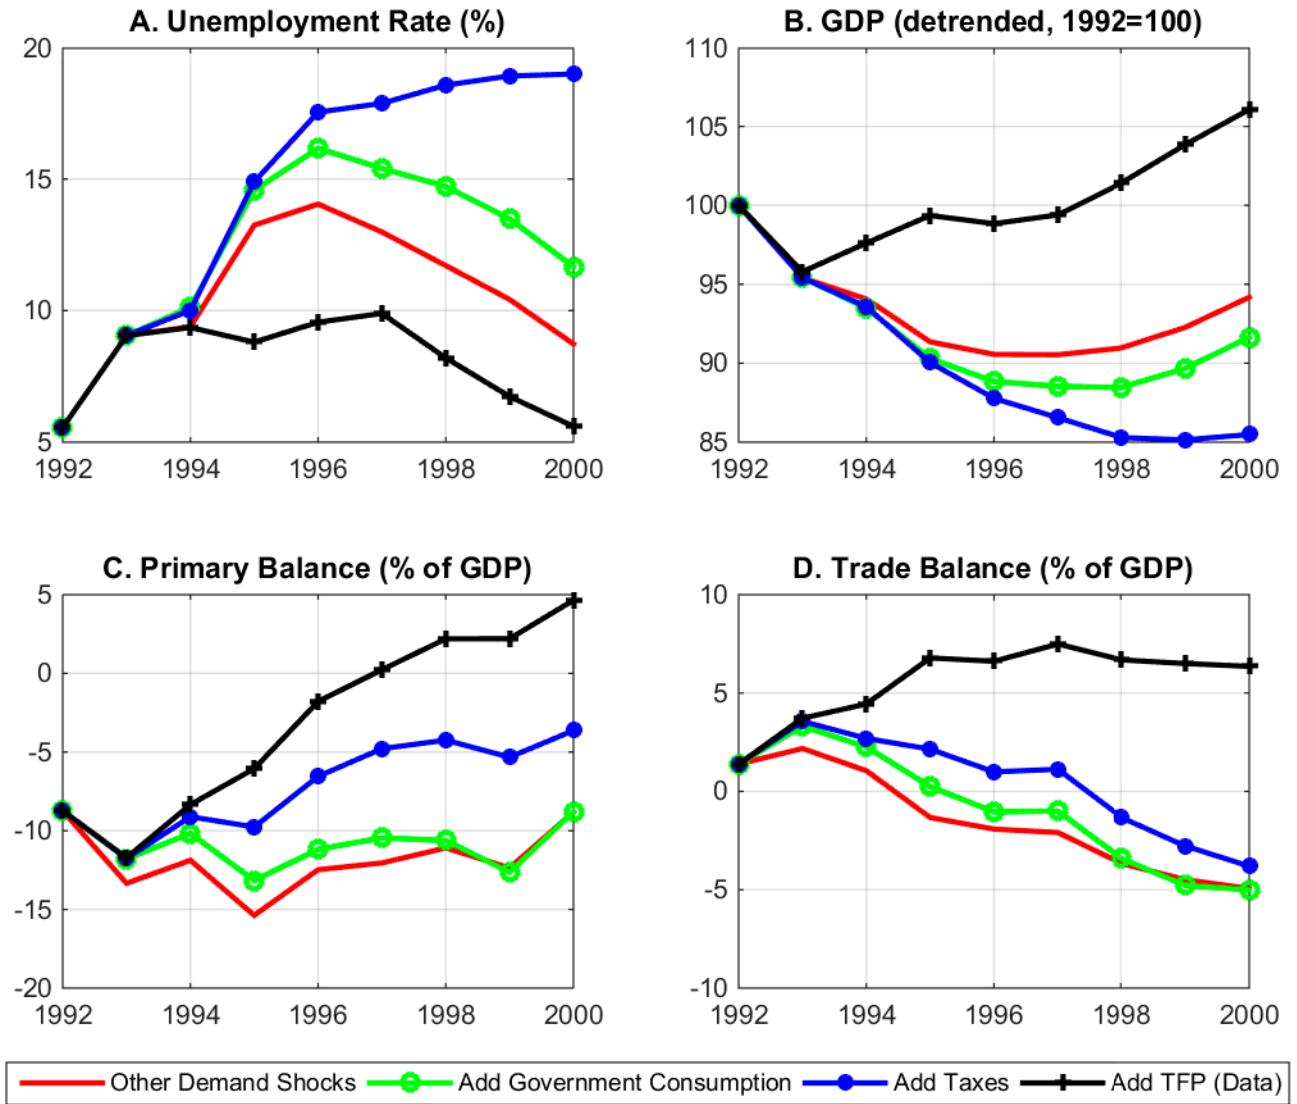 A. Unemployment Rate (%)
20
15
10
5
1992 1994 1996 1998 2000
B. GDP (detrended, 1992=100)
110
105
100
95
90
85
1992 1994 1996 1998 2000
C. Primary Balance (% of GDP)
5
0
-5
-10
-15
-20
1992 1994 1996 1998 2000
D. Trade Balance (% of GDP)
10
5
0
-5
-10
1992 1994 1996 1998 2000
Other Demand Shocks Add Government Consumption Add Taxes Add TFP (Data)